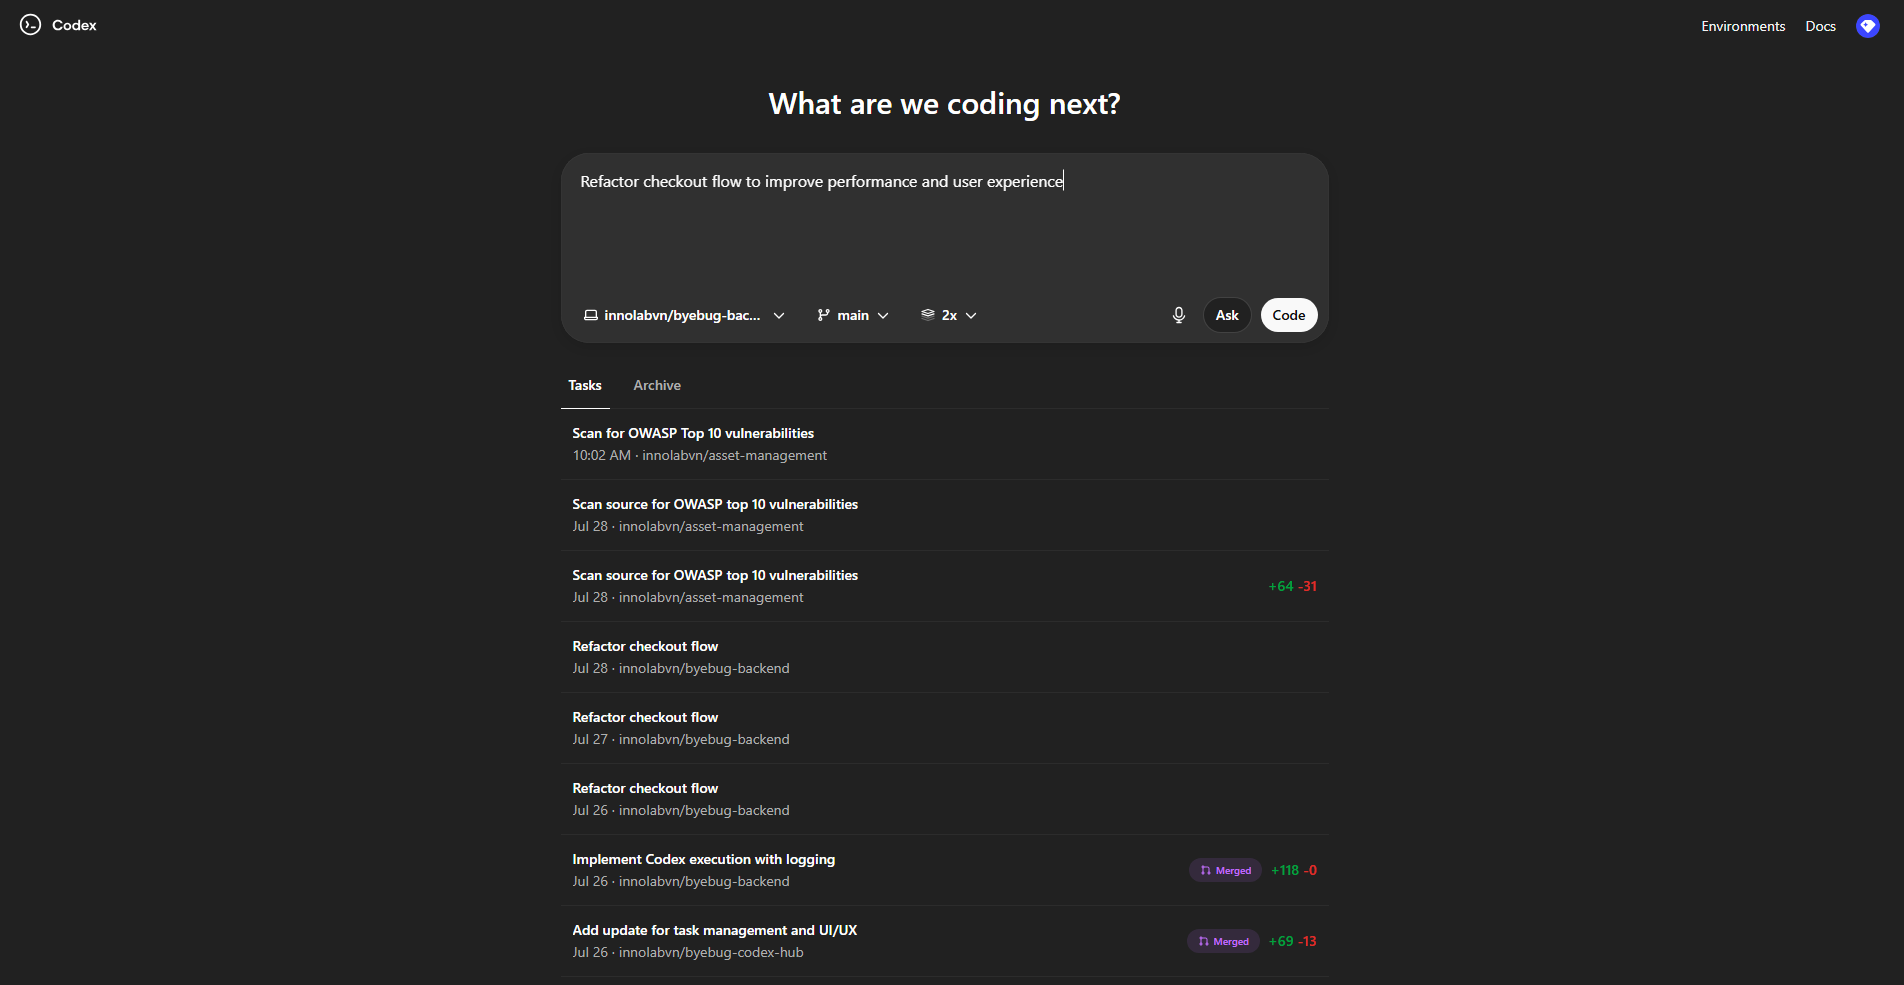 Codex
Environments Docs
What are we coding next?
Refactor checkout flow to improve performance and user experience
innolabvn/byebug-bac... main 2x Ask Code
Tasks Archive
Scan for OWASP Top 10 vulnerabilities
10:02 AM · innolabvn/asset-management
Scan source for OWASP top 10 vulnerabilities
Jul 28 · innolabvn/asset-management
Scan source for OWASP top 10 vulnerabilities
Jul 28 · innolabvn/asset-management
+64 -31
Refactor checkout flow
Jul 28 · innolabvn/byebug-backend
Refactor checkout flow
Jul 27 · innolabvn/byebug-backend
Refactor checkout flow
Jul 26 · innolabvn/byebug-backend
Implement Codex execution with logging
Jul 26 · innolabvn/byebug-backend
Merged +118 -0
Add update for task management and UI/UX
Jul 26 · innolabvn/byebug-codex-hub
Merged +69 -13